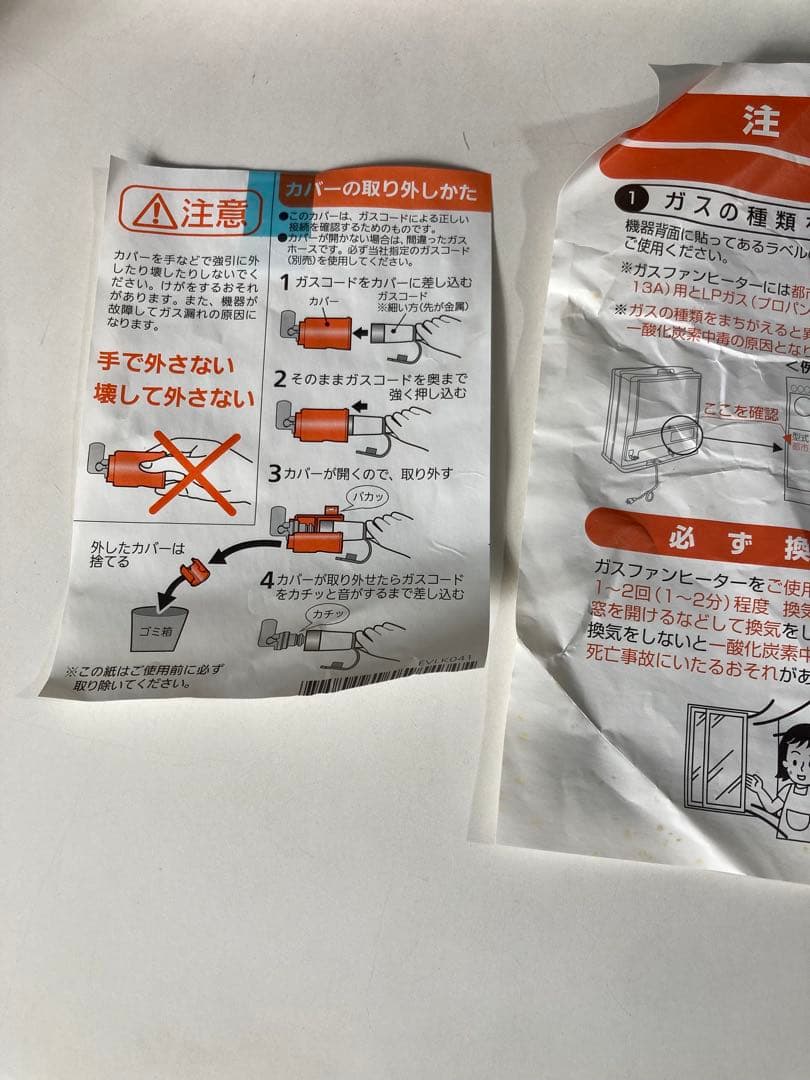 注意
カバーを手などで強引に外
したり壊したりしないでく
ださい。けがをするおそれ
があります。また、機器が
故障してガス漏れの原因に
なります。
手で外さない
壊して外さない
カバーの取り外しかた
●このカバーは、ガスコードによる正しい
接続を確認するためのものです。
●カバーが開かない場合は、間違ったガス
ホースです。必ず当社指定のガスコード
(別売)を使用してください。
1 ガスコードをカバーに差し込む
カバー
ガスコード
※細い方(先が金属)
2 そのままガスコードを奥まで
強く押し込む
3 カバーが開くので、取り外す
パカッ
外したカバーは
捨てる
ゴミ箱
4 カバーが取り外せたらガスコード
をカチッと音がするまで差し込む
カチッ
※この紙はご使用前に必ず
取り除いてください。
EVLK041
注
1 ガスの種類
機器背面に貼ってあるラベル
ご使用ください。
※ガスファンヒーターには都市
13A)用とLPガス(プロパン
※ガスの種類をまちがえると異
一酸化炭素中毒の原因とな
<例
ここを確認
型式
都市
必ず換
ガスファンヒーターをご使用
1〜2回(1〜2分)程度 換気
窓を開けるなどして換気をし
換気をしないと一酸化炭素中
死亡事故にいたるおそれがあ